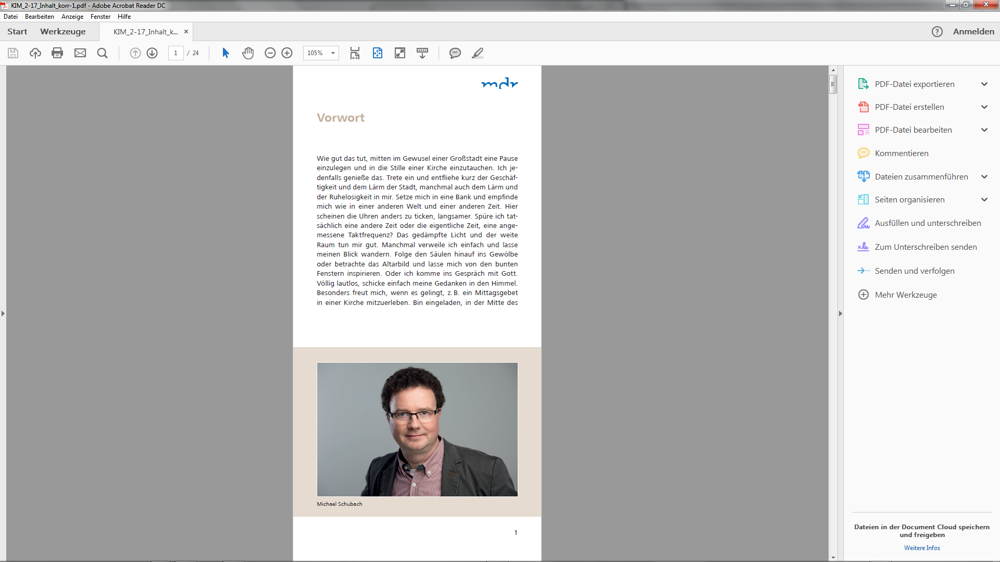 KIM_2-17_Inhalt_korr-1.pdf - Adobe Acrobat Reader DC
Datei Bearbeiten Anzeige Fenster Hilfe
Start Werkzeuge KIM_2-17_Inhalt_k... × ? Anmelden
1 / 24 105%
mdr
Vorwort
Wie gut das tut, mitten im Gewusel einer Großstadt eine Pause
einzulegen und in die Stille einer Kirche einzutauchen. Ich je-
denfalls genieße das. Trete ein und entfliehe kurz der Geschäf-
tigkeit und dem Lärm der Stadt, manchmal auch dem Lärm und
der Ruhelosigkeit in mir. Setze mich in eine Bank und empfinde
mich wie in einer anderen Welt und einer anderen Zeit. Hier
scheinen die Uhren anders zu ticken, langsamer. Spüre ich tat-
sächlich eine andere Zeit oder die eigentliche Zeit, eine ange-
messene Taktfrequenz? Das gedämpfte Licht und der weite
Raum tun mir gut. Manchmal verweile ich einfach und lasse
meinen Blick wandern. Folge den Säulen hinauf ins Gewölbe
oder betrachte das Altarbild und lasse mich von den bunten
Fenstern inspirieren. Oder ich komme ins Gespräch mit Gott.
Völlig lautlos, schicke einfach meine Gedanken in den Himmel.
Besonders freut mich, wenn es gelingt, z. B. ein Mittagsgebet
in einer Kirche mitzuerleben. Bin eingeladen, in der Mitte des
Michael Schubach
1
PDF-Datei exportieren
PDF-Datei erstellen
PDF-Datei bearbeiten
Kommentieren
Dateien zusammenführen
Seiten organisieren
Ausfüllen und unterschreiben
Zum Unterschreiben senden
Senden und verfolgen
Mehr Werkzeuge
Dateien in der Document Cloud speichern
und freigeben
Weitere Infos